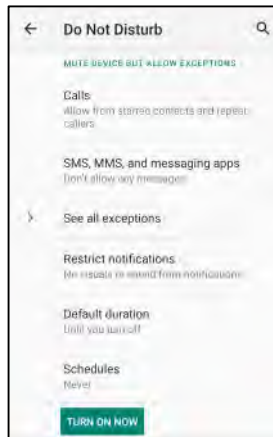 Do Not Disturb
MUTE DEVICE BUT ALLOW EXCEPTIONS
Calls
Allow from starred contacts and repeat
callers
SMS, MMS, and messaging apps
Don't allow any messages
See all exceptions
Restrict notifications
No visuals or sound from notifications
Default duration
Until you turn off
Schedules
Never
TURN ON NOW